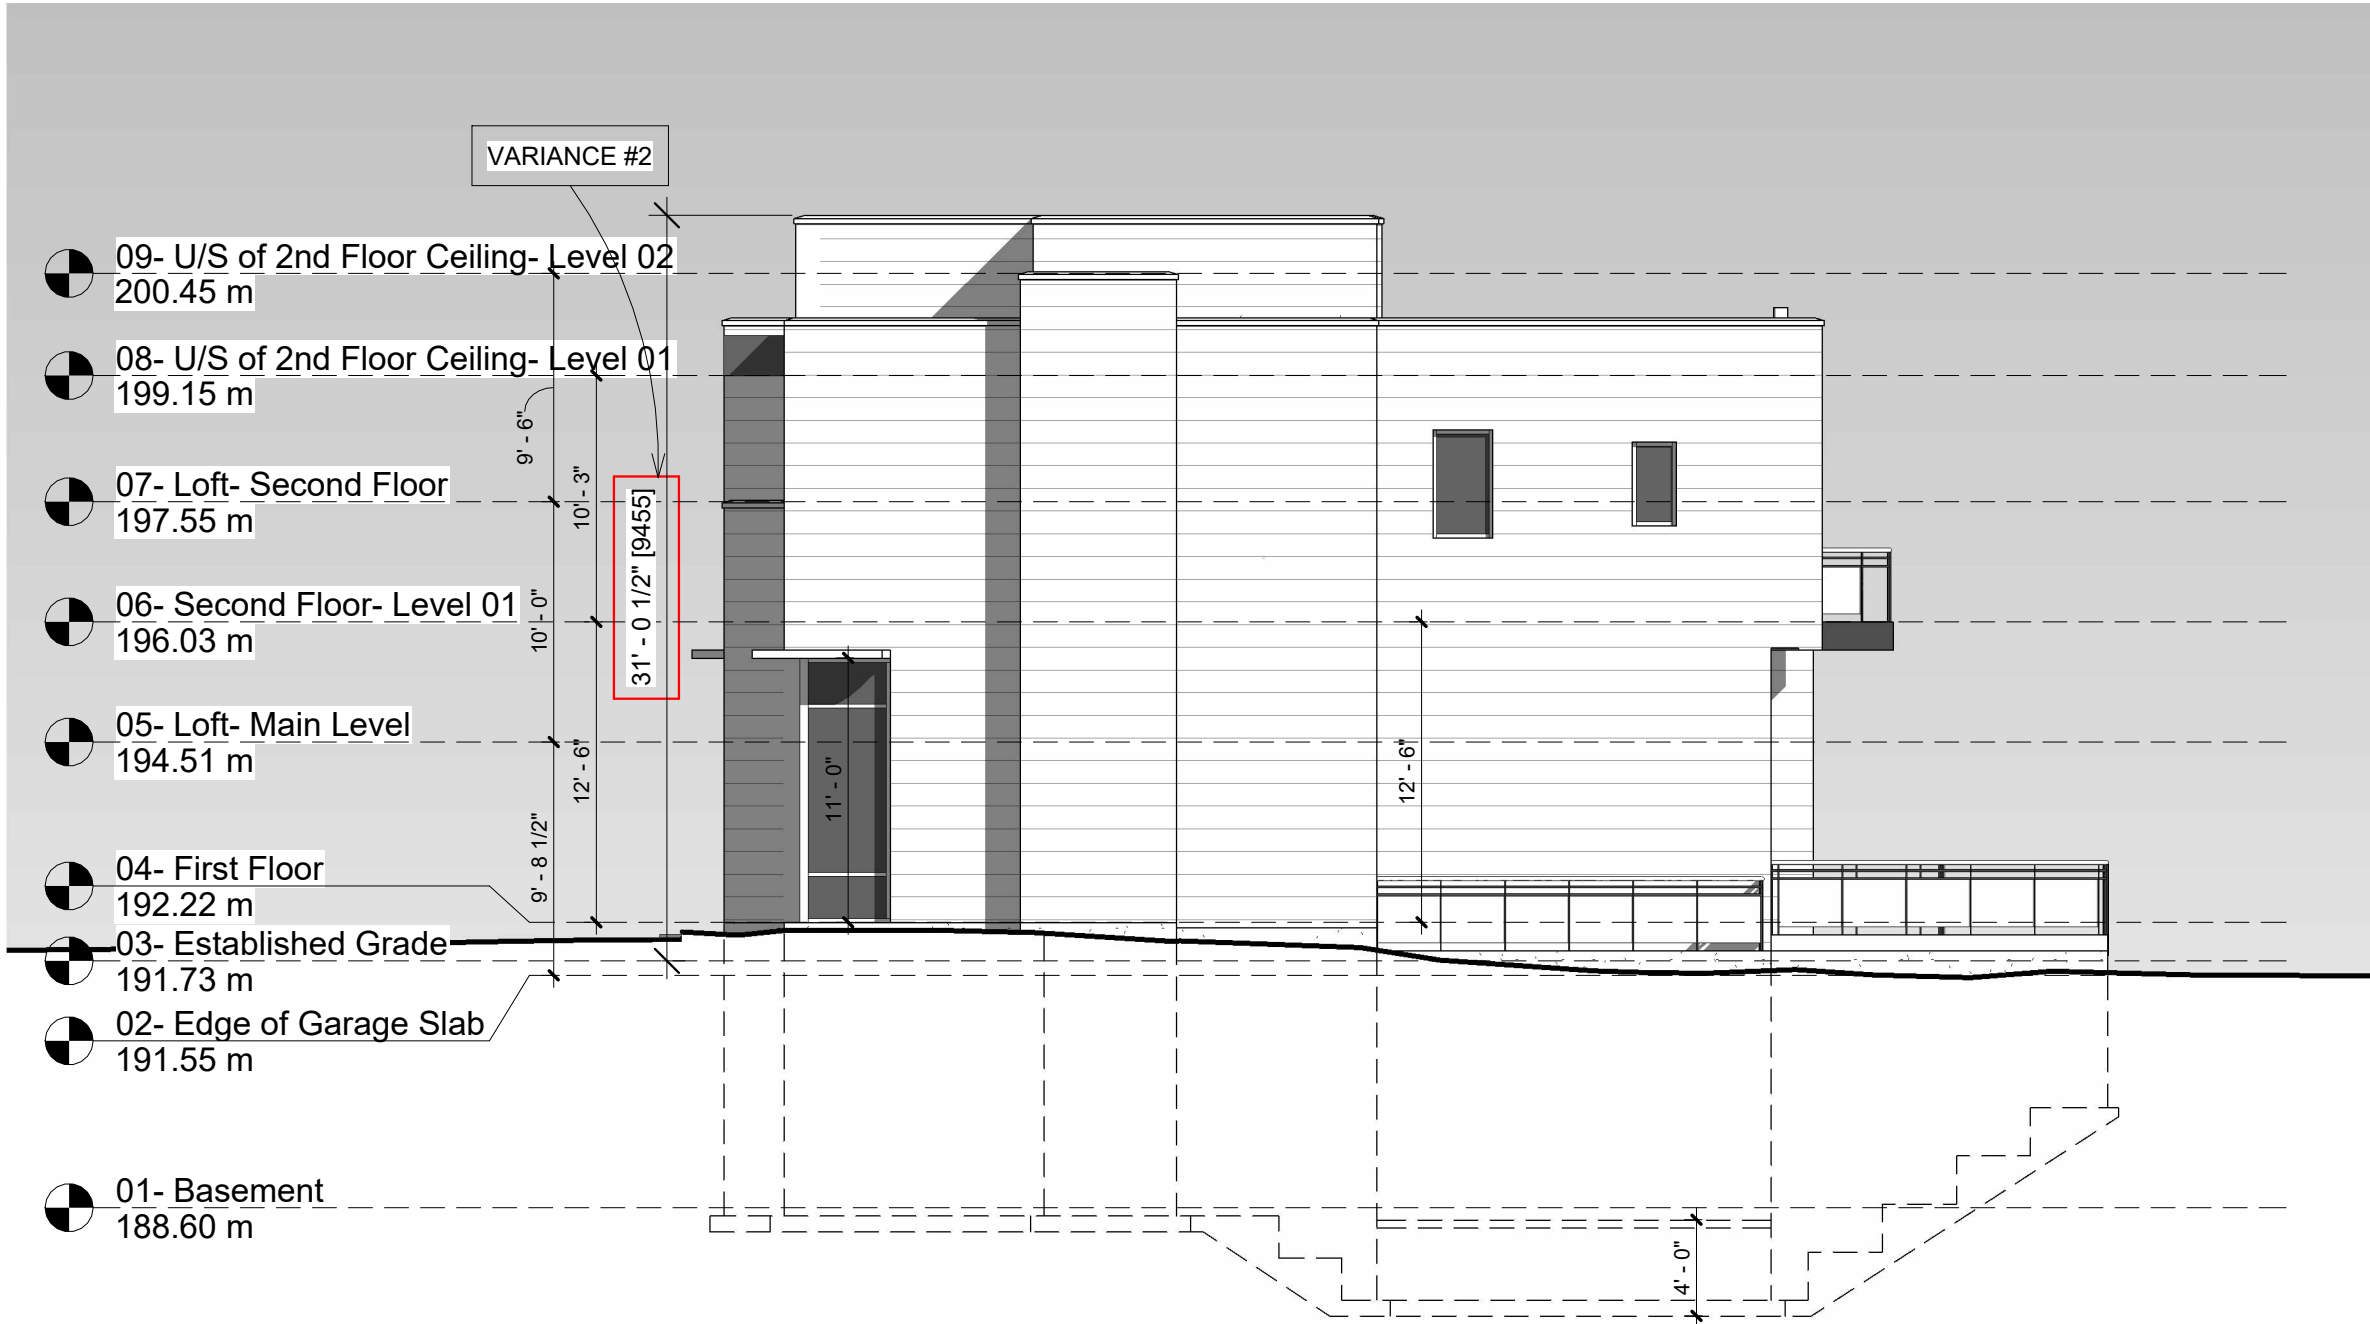 VARIANCE #2
09- U/S of 2nd Floor Ceiling- Level 02
200.45 m
08- U/S of 2nd Floor Ceiling- Level 01
199.15 m
9' - 6"
07- Loft- Second Floor
197.55 m
10' - 3"
31' - 0 1/2" [9455]
06- Second Floor- Level 01
196.03 m
10' - 0"
05- Loft- Main Level
194.51 m
12' - 6"
11' - 0"
12' - 6"
9' - 8 1/2"
04- First Floor
192.22 m
03- Established Grade
191.73 m
02- Edge of Garage Slab
191.55 m
01- Basement
188.60 m
4' - 0"